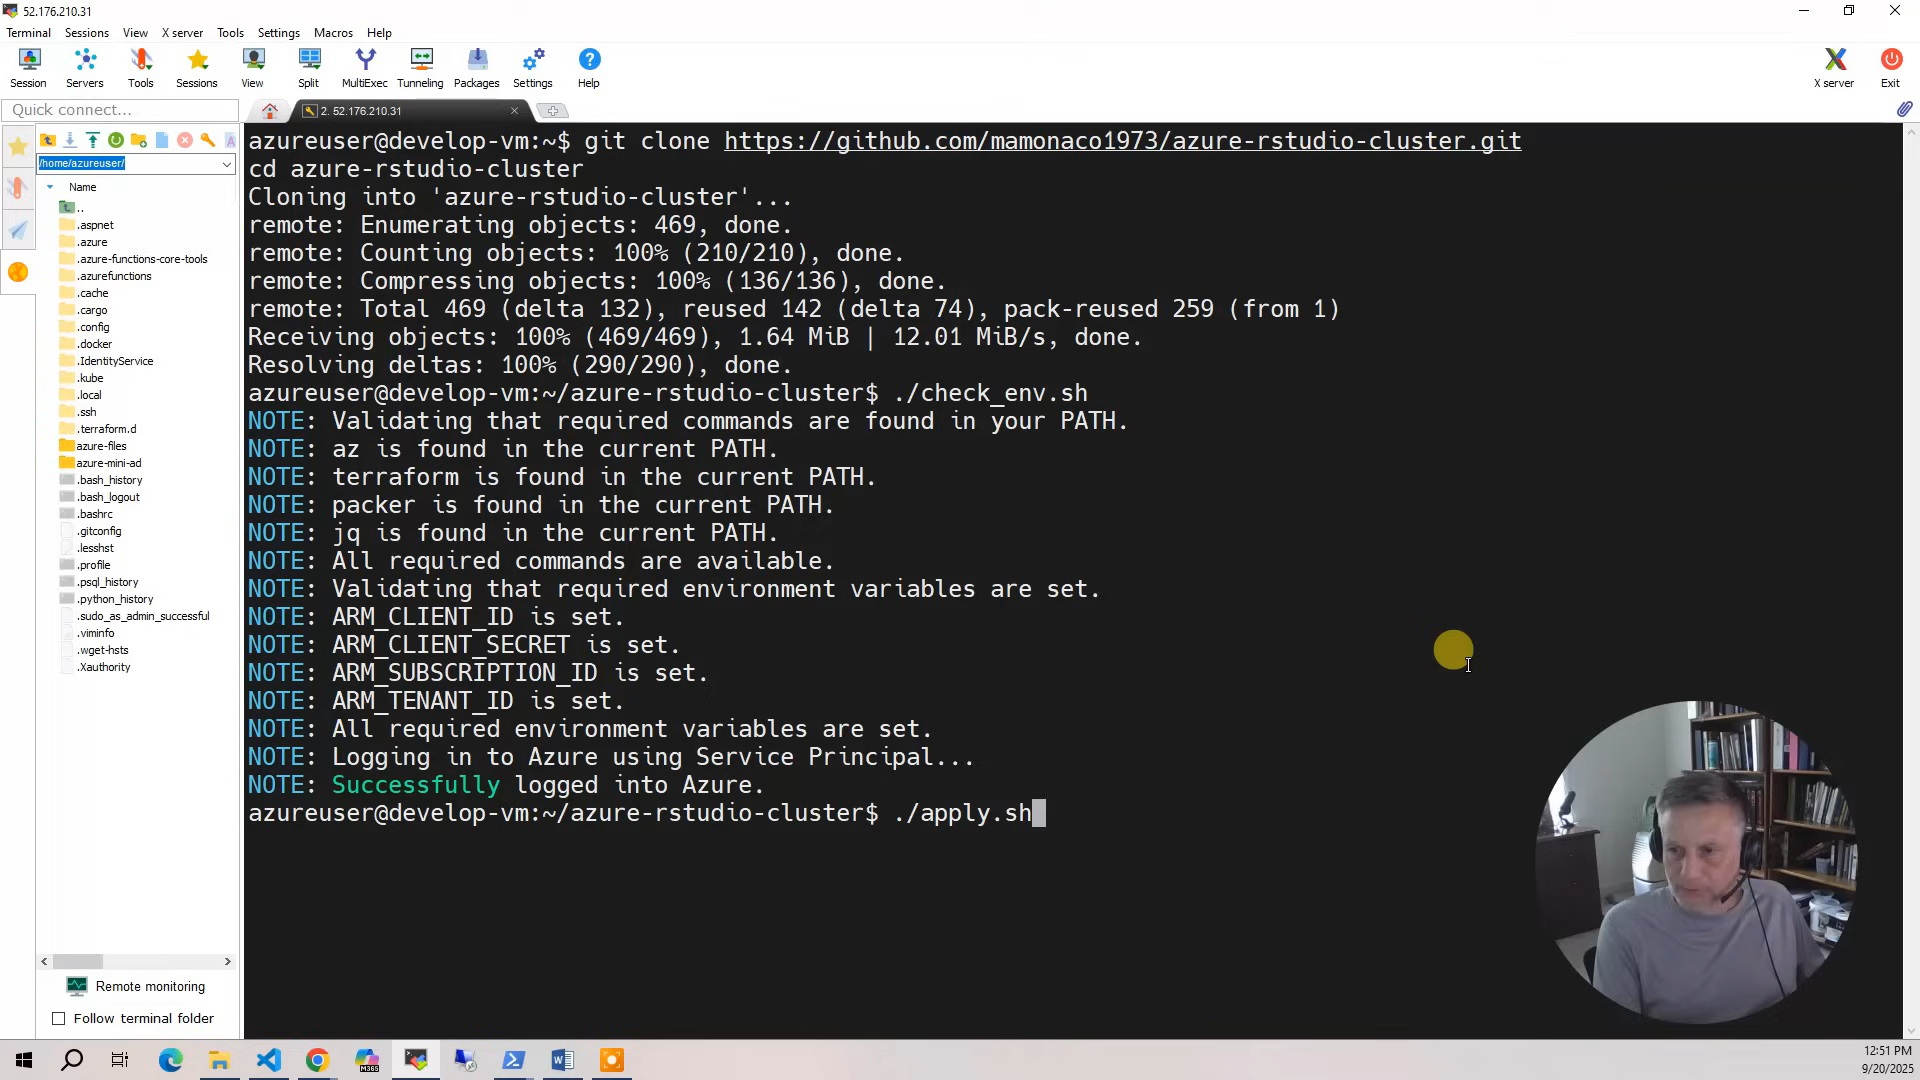 52.176.210.31
Terminal Sessions View X server Tools Settings Macros Help
Session Servers Tools Sessions View Split MultiExec Tunneling Packages Settings Help X server Exit
Quick connect...
2. 52.176.210.31
/home/azureuser/
Name
..
.aspnet
.azure
.azure-functions-core-tools
.azurefunctions
.cache
.cargo
.config
.docker
.IdentityService
.kube
.local
.ssh
.terraform.d
azure-files
azure-mini-ad
.bash_history
.bash_logout
.bashrc
.gitconfig
.lesshst
.profile
.psql_history
.python_history
.sudo_as_admin_successful
.viminfo
.wget-hsts
.Xauthority
Remote monitoring
Follow terminal folder
azureuser@develop-vm:~$ git clone https://github.com/mamonaco1973/azure-rstudio-cluster.git
cd azure-rstudio-cluster
Cloning into 'azure-rstudio-cluster'...
remote: Enumerating objects: 469, done.
remote: Counting objects: 100% (210/210), done.
remote: Compressing objects: 100% (136/136), done.
remote: Total 469 (delta 132), reused 142 (delta 74), pack-reused 259 (from 1)
Receiving objects: 100% (469/469), 1.64 MiB | 12.01 MiB/s, done.
Resolving deltas: 100% (290/290), done.
azureuser@develop-vm:~/azure-rstudio-cluster$ ./check_env.sh
NOTE: Validating that required commands are found in your PATH.
NOTE: az is found in the current PATH.
NOTE: terraform is found in the current PATH.
NOTE: packer is found in the current PATH.
NOTE: jq is found in the current PATH.
NOTE: All required commands are available.
NOTE: Validating that required environment variables are set.
NOTE: ARM_CLIENT_ID is set.
NOTE: ARM_CLIENT_SECRET is set.
NOTE: ARM_SUBSCRIPTION_ID is set.
NOTE: ARM_TENANT_ID is set.
NOTE: All required environment variables are set.
NOTE: Logging in to Azure using Service Principal...
NOTE: Successfully logged into Azure.
azureuser@develop-vm:~/azure-rstudio-cluster$ ./apply.sh
12:51 PM
9/20/2025